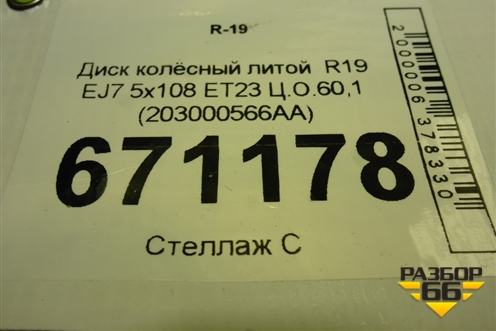 R-19
Диск колёсный литой R19
EJ7 5x108 ET23 Ц.О.60,1
(203000566AA)
671178
Стеллаж С
2000006378330
РАЗБОР
66